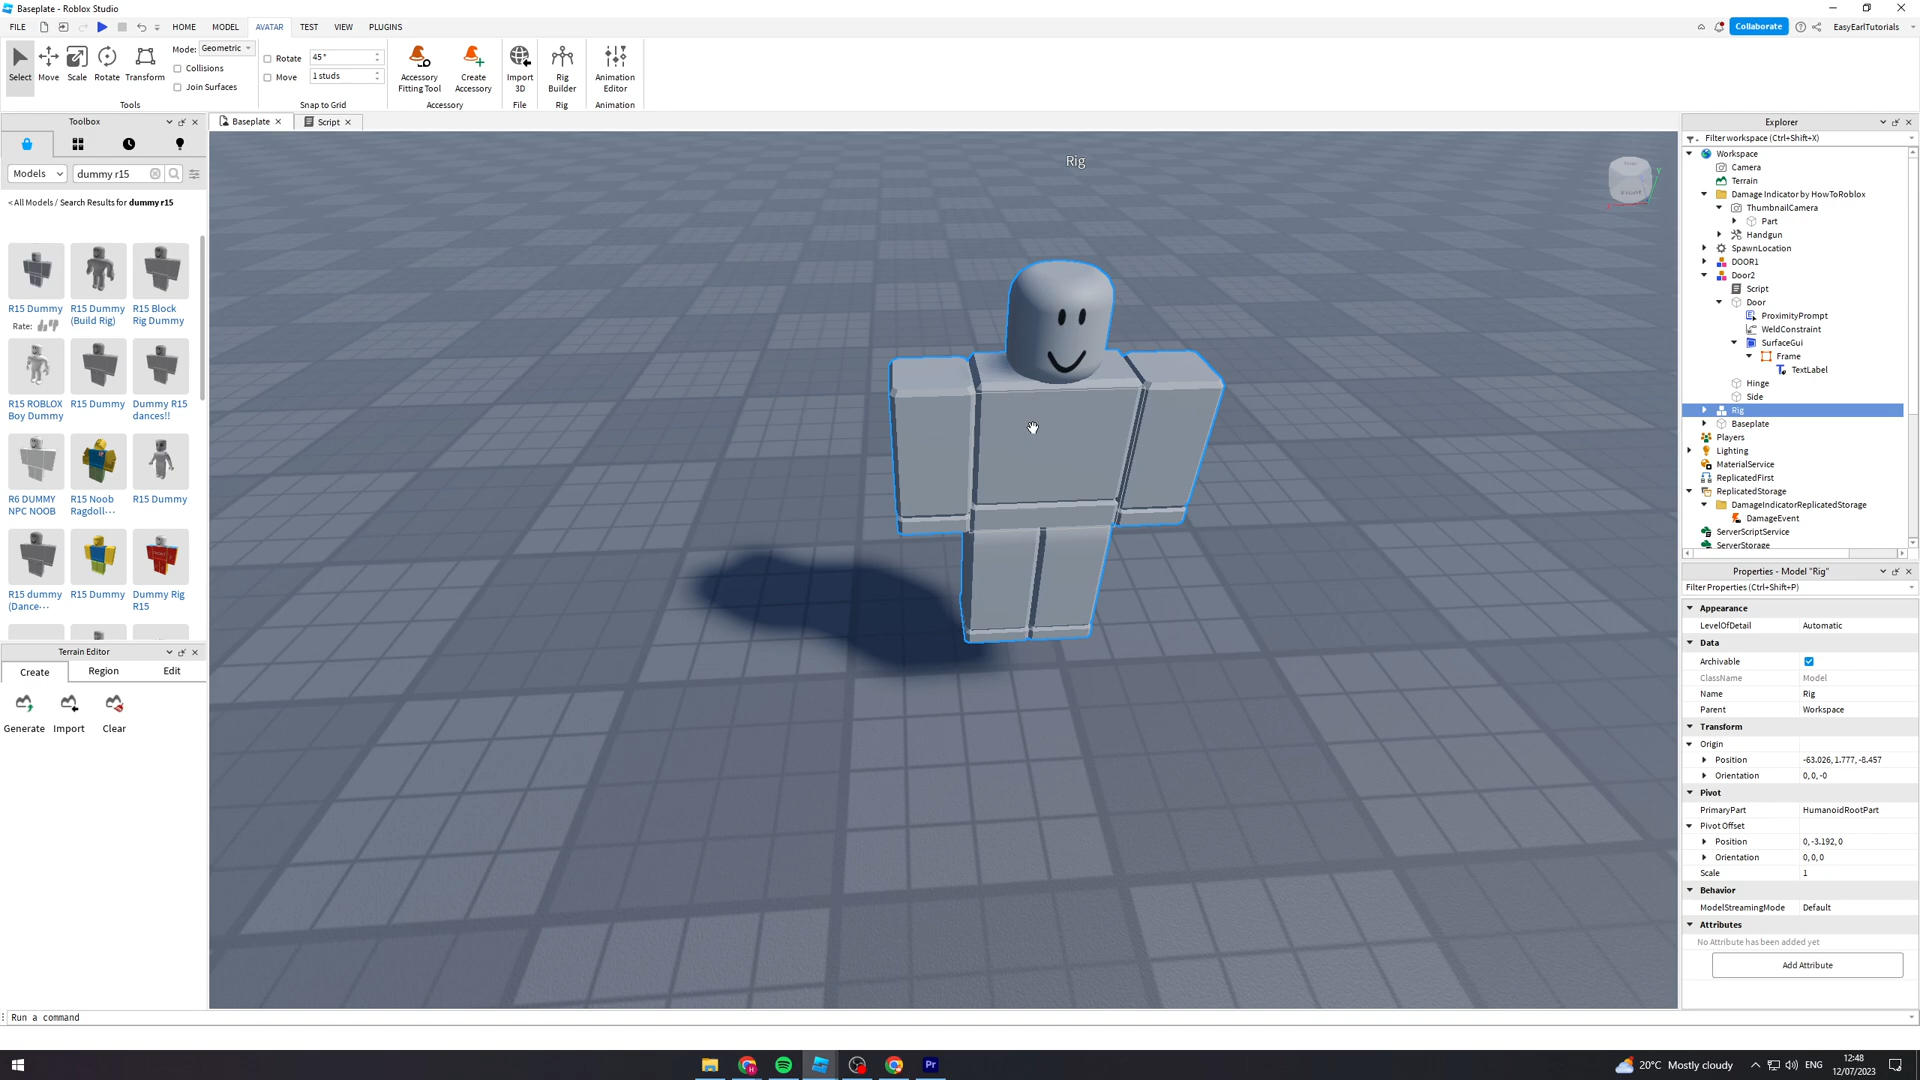 Baseplate - Roblox Studio
FILE HOME MODEL AVATAR TEST VIEW PLUGINS Collaborate EasyEarlTutorials
Select Move Scale Rotate Transform
Mode: Geometric
Collisions
Join Surfaces
Tools
Rotate 45°
Move 1 studs
Snap to Grid
Accessory Fitting Tool
Create Accessory
Accessory
Import 3D
File
Rig Builder
Rig
Animation Editor
Animation
Toolbox
Models dummy r15
< All Models / Search Results for dummy r15
R15 Dummy
Rate:
R15 Dummy (Build Rig)
R15 Block Rig Dummy
R15 ROBLOX Boy Dummy
R15 Dummy
Dummy R15 dances!!
R6 DUMMY NPC NOOB
R15 Noob Ragdoll...
R15 Dummy
R15 dummy (Dance...
R15 Dummy
Dummy Rig R15
Terrain Editor
Create Region Edit
Generate Import Clear
Baseplate Script
Rig
Front
Y
Explorer
Filter workspace (Ctrl+Shift+X)
Workspace
Camera
Terrain
Damage Indicator by HowToRoblox
ThumbnailCamera
Part
Handgun
SpawnLocation
DOOR1
Door2
Script
Door
ProximityPrompt
WeldConstraint
SurfaceGui
Frame
TextLabel
Hinge
Side
Rig
Baseplate
Players
Lighting
MaterialService
ReplicatedFirst
ReplicatedStorage
DamageIndicatorReplicatedStorage
DamageEvent
ServerScriptService
ServerStorage
Properties - Model "Rig"
Filter Properties (Ctrl+Shift+P)
Appearance
LevelOfDetail Automatic
Data
Archivable
ClassName Model
Name Rig
Parent Workspace
Transform
Origin
Position -63.026, 1.777, -8.457
Orientation 0, 0, -0
Pivot
PrimaryPart HumanoidRootPart
Pivot Offset
Position 0, -3.192, 0
Orientation 0, 0, 0
Scale 1
Behavior
ModelStreamingMode Default
Attributes
No Attribute has been added yet
Add Attribute
Run a command
Pr
20°C Mostly cloudy
ENG
12:48
12/07/2023